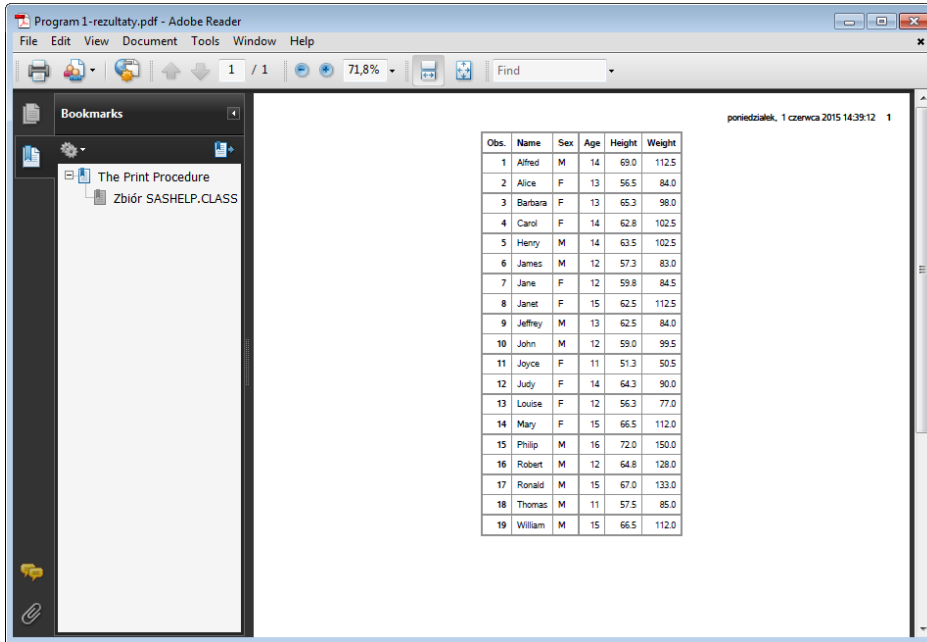 Program 1-rezultaty.pdf - Adobe Reader
File Edit View Document Tools Window Help
1 / 1 71,8% Find
Bookmarks
The Print Procedure
Zbiór SASHELP.CLASS
poniedziałek, 1 czerwca 2015 14:39:12 1
Obs. Name Sex Age Height Weight
1 Alfred M 14 69.0 112.5
2 Alice F 13 56.5 84.0
3 Barbara F 13 65.3 98.0
4 Carol F 14 62.8 102.5
5 Henry M 14 63.5 102.5
6 James M 12 57.3 83.0
7 Jane F 12 59.8 84.5
8 Janet F 15 62.5 112.5
9 Jeffrey M 13 62.5 84.0
10 John M 12 59.0 99.5
11 Joyce F 11 51.3 50.5
12 Judy F 14 64.3 90.0
13 Louise F 12 56.3 77.0
14 Mary F 15 66.5 112.0
15 Philip M 16 72.0 150.0
16 Robert M 12 64.8 128.0
17 Ronald M 15 67.0 133.0
18 Thomas M 11 57.5 85.0
19 William M 15 66.5 112.0